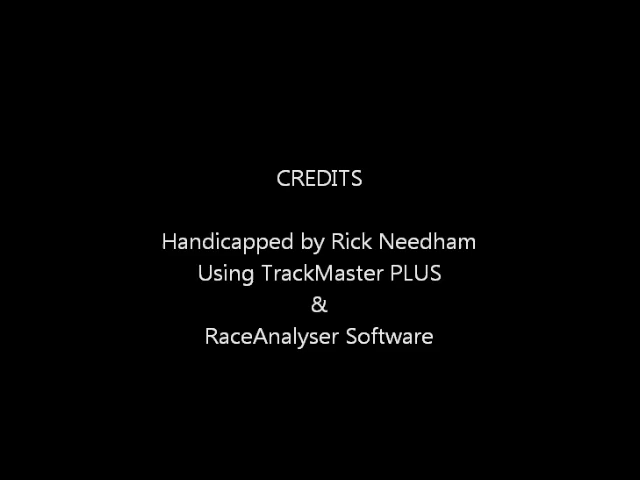 CREDITS
Handicapped by Rick Needham
Using TrackMaster PLUS
&
RaceAnalyser Software